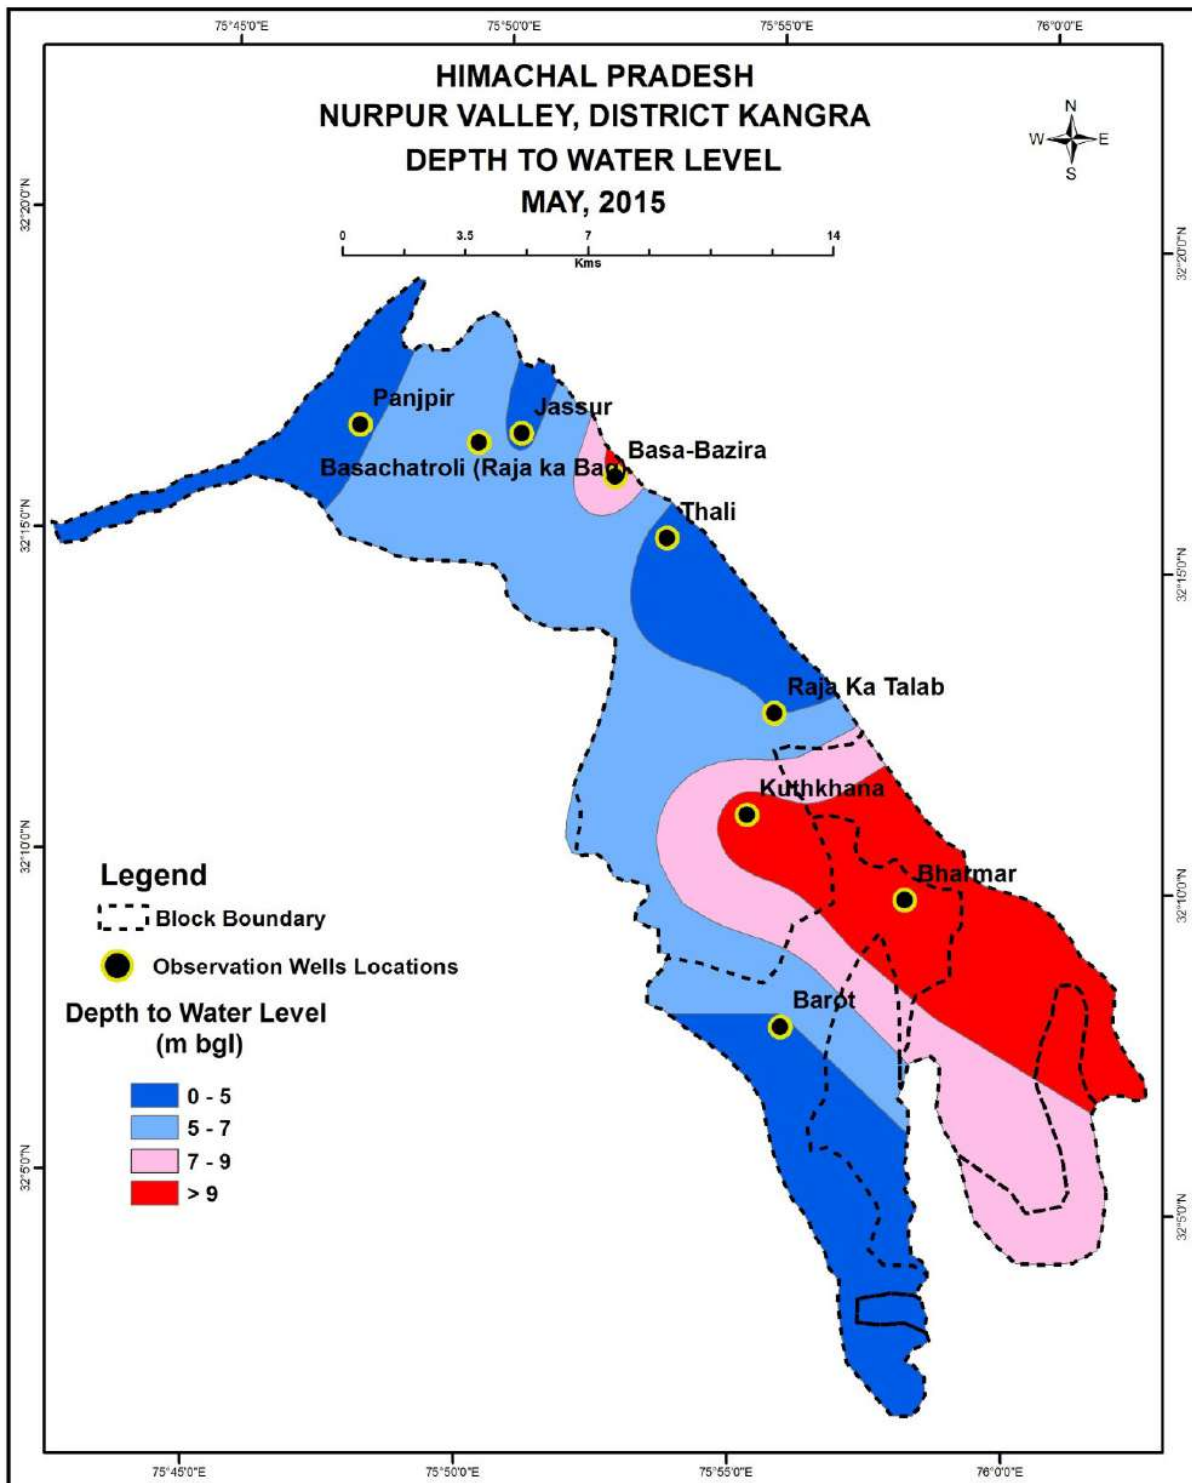 75°45'0"E 75°50'0"E 75°55'0"E 76°0'0"E
HIMACHAL PRADESH
NURPUR VALLEY, DISTRICT KANGRA
DEPTH TO WATER LEVEL
MAY, 2015
N
W E
S
0 3.5 7 14
Kms
32°20'0"N
32°20'0"N
Panjpir
Jassur
Basa-Bazira
Basachatroli (Raja ka Bag)
Thali
32°15'0"N
32°15'0"N
Raja Ka Talab
Kuthkhana
32°10'0"N
Bharmar
32°10'0"N
Legend
Block Boundary
Observation Wells Locations
Barot
Depth to Water Level
(m bgl)
0 - 5
5 - 7
7 - 9
> 9
32°5'0"N
32°5'0"N
75°45'0"E 75°50'0"E 75°55'0"E 76°0'0"E